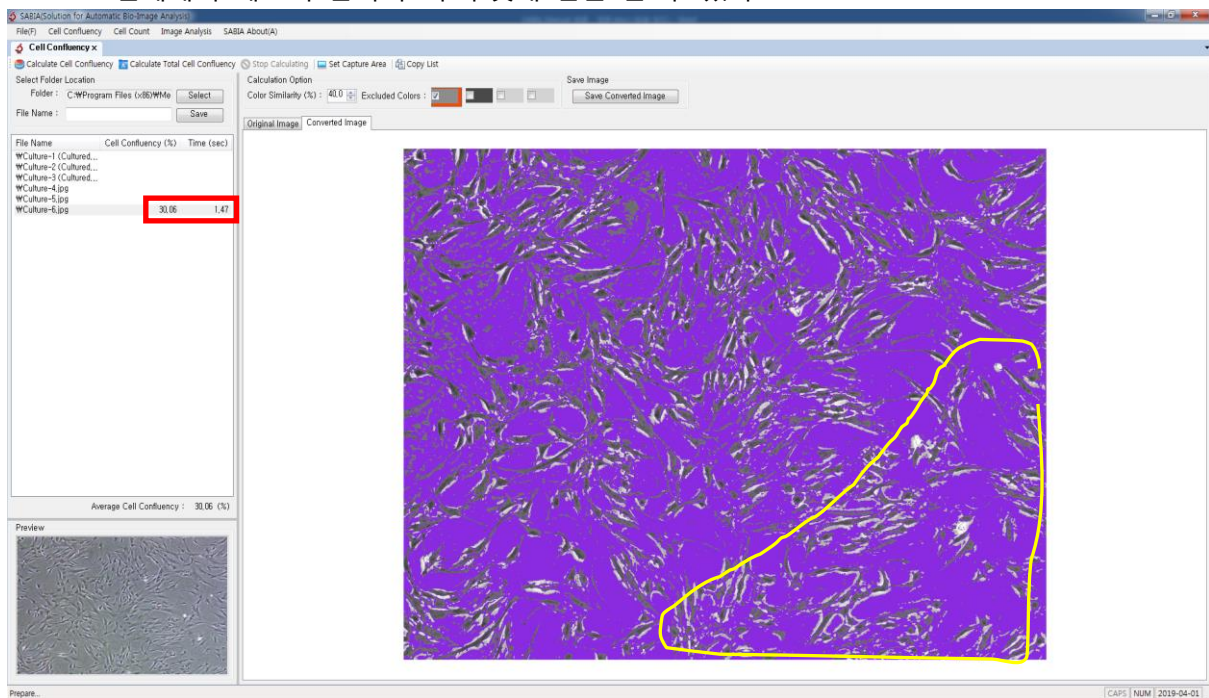 SABIA(Solution for Automatic Bio-Image Analysis)
File(F) Cell Confluency Cell Count Image Analysis SABIA About(A)
Cell Confluency x
Calculate Cell Confluency Calculate Total Cell Confluency Stop Calculating Set Capture Area Copy List
Select Folder Location
Folder : C:₩Program Files (x86)₩Me Select
File Name : Save
Calculation Option
Color Similarity (%) : 40,0 Excluded Colors :
Save Image
Save Converted Image
Original Image Converted Image
File Name Cell Confluency (%) Time (sec)
₩Culture-1 (Cultured,...
₩Culture-2 (Cultured,...
₩Culture-3 (Cultured,...
₩Culture-4.jpg
₩Culture-5.jpg
₩Culture-6.jpg 30,06 1,47
Average Cell Confluency : 30,06 (%)
Preview
Prepare...
CAPS NUM 2019-04-01